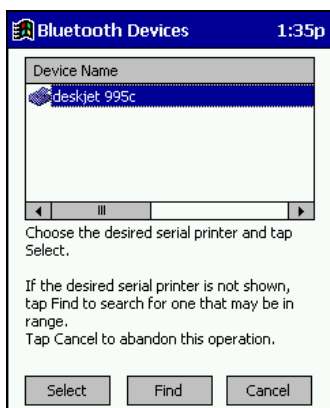 Bluetooth Devices 1:35p
Device Name
deskjet 995c
Choose the desired serial printer and tap
Select.
If the desired serial printer is not shown,
tap Find to search for one that may be in
range.
Tap Cancel to abandon this operation.
Select Find Cancel